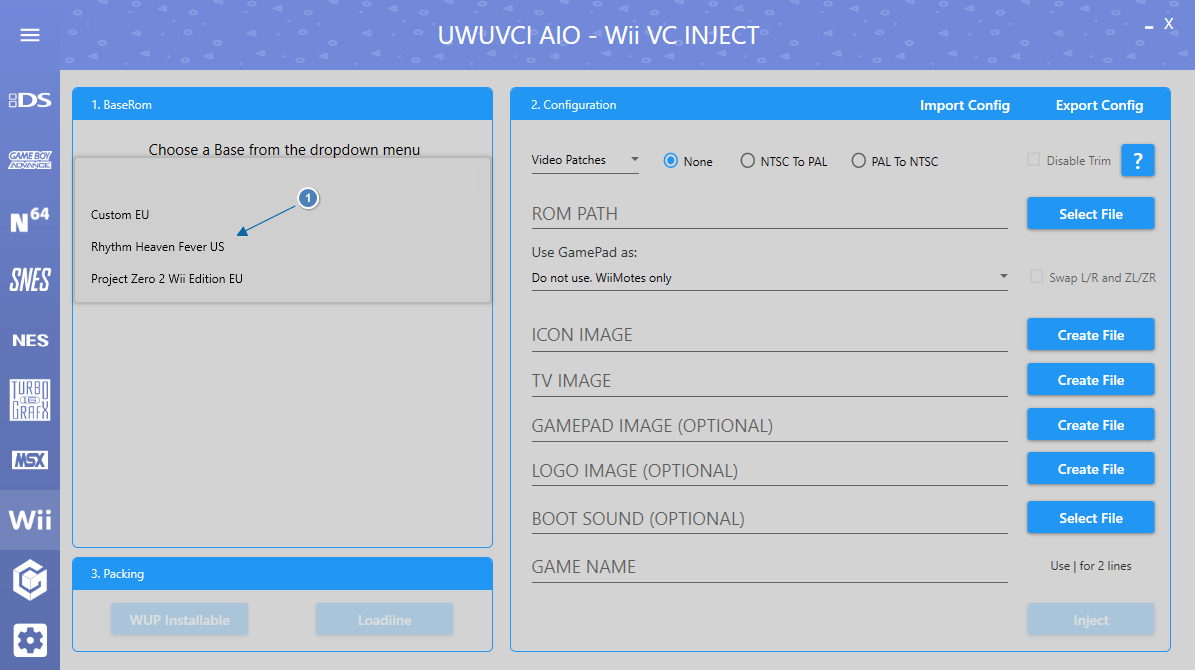 UWUVCI AIO - Wii VC INJECT
X
DS
GAME BOY
ADVANCE
N64
SNES
NES
TURBO
16
GRAFX
MSX
Wii
1. BaseRom
Choose a Base from the dropdown menu
1
Custom EU
Rhythm Heaven Fever US
Project Zero 2 Wii Edition EU
3. Packing
WUP Installable
Loadiine
2. Configuration
Import Config
Export Config
Video Patches
None
NTSC To PAL
PAL To NTSC
Disable Trim
?
ROM PATH
Select File
Use GamePad as:
Do not use. WiiMotes only
Swap L/R and ZL/ZR
ICON IMAGE
Create File
TV IMAGE
Create File
GAMEPAD IMAGE (OPTIONAL)
Create File
LOGO IMAGE (OPTIONAL)
Create File
BOOT SOUND (OPTIONAL)
Select File
GAME NAME
Use | for 2 lines
Inject